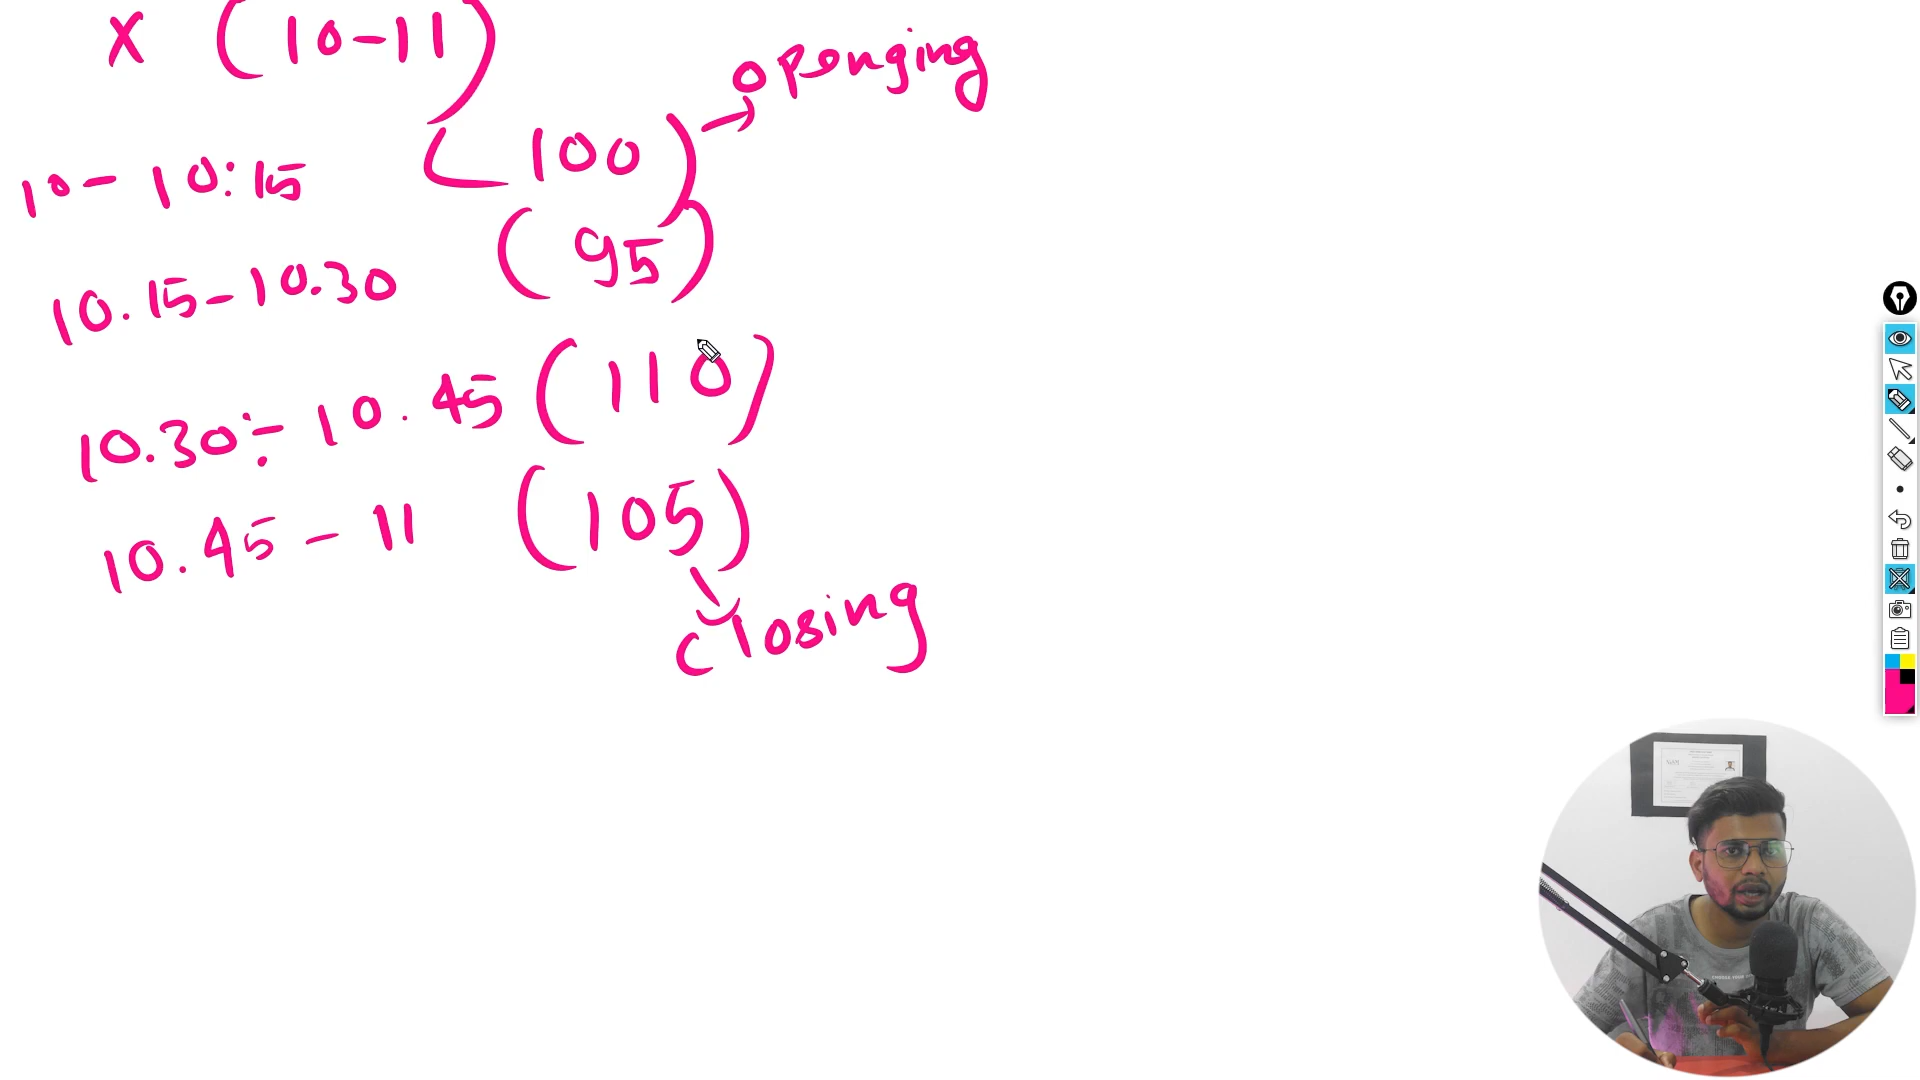 X (10-11)
openging
10- 10:15 (100)
(95)
10.15-10.30
10.30÷ 10.45 (110)
10.45 - 11 (105)
closing